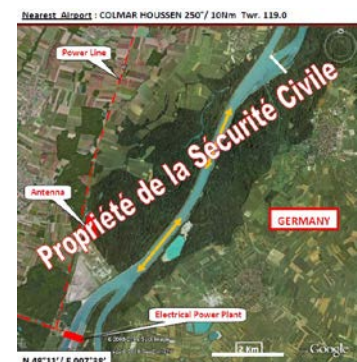 Nearest Airport : COLMAR HOUSSEN 250°/ 10Nm Twr. 119.0
Power Line
Propriété de la Sécurité Civile
Antenna
GERMANY
Electrical Power Plant
2 Km
Google
N 48°11'/ E 007°38'